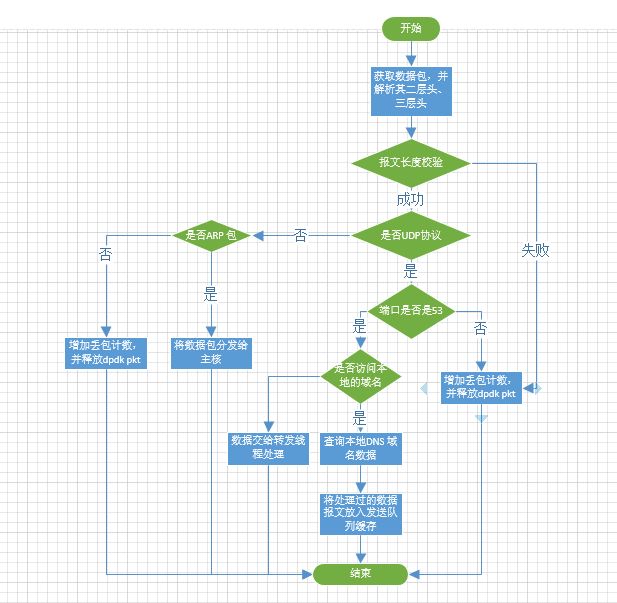 开始
获取数据包，并
解析其二层头、
三层头
报文长度校验
成功
失败
是否UDP协议
否
是否ARP 包
否
是
是
端口是否是53
是
否
增加丢包计数，
并释放dpdk pkt
将数据包分发给
主核
是否访问本
地的域名
增加丢包计数，
并释放dpdk pkt
是
数据交给转发线
程处理
查询本地DNS 域
名数据
将处理过的数据
报文放入发送队
列缓存
结束